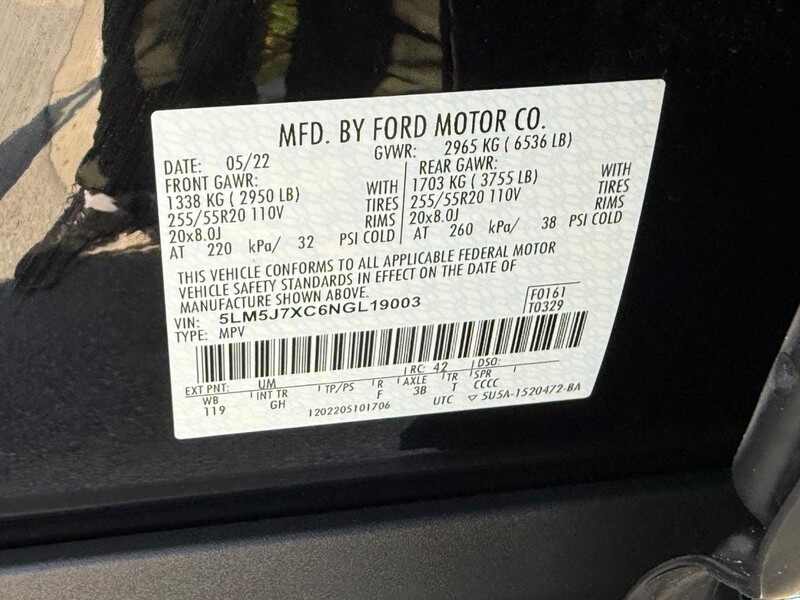 MFD. BY FORD MOTOR CO.
DATE: 05/22
GVWR: 2965 KG ( 6536 LB)
FRONT GAWR:
1338 KG ( 2950 LB)
WITH
255/55R20 110V
TIRES
20x8.0J
RIMS
AT 220 kPa/ 32 PSI COLD
REAR GAWR:
1703 KG ( 3755 LB)
WITH
255/55R20 110V
TIRES
20x8.0J
RIMS
AT 260 kPa/ 38 PSI COLD
THIS VEHICLE CONFORMS TO ALL APPLICABLE FEDERAL MOTOR
VEHICLE SAFETY STANDARDS IN EFFECT ON THE DATE OF
MANUFACTURE SHOWN ABOVE.
F0161
T0329
VIN: 5LM5J7XC6NGL19003
TYPE: MPV
EXT PNT: UM RC: 42 DSO:
WB INT TR TP/PS R AXLE TR SPR
119 GH F 3B T CCCC
1202205101706 UTC ▽ 5U5A-1520472-BA